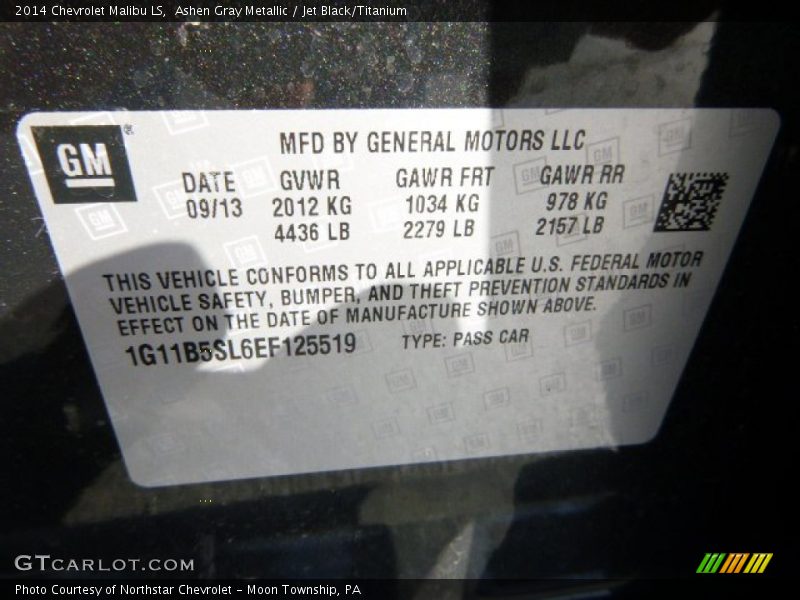 2014 Chevrolet Malibu LS, Ashen Gray Metallic / Jet Black/Titanium
GM®
MFD BY GENERAL MOTORS LLC
DATE GVWR GAWR FRT GAWR RR
09/13 2012 KG 1034 KG 978 KG
4436 LB 2279 LB 2157 LB
THIS VEHICLE CONFORMS TO ALL APPLICABLE U.S. FEDERAL MOTOR
VEHICLE SAFETY, BUMPER, AND THEFT PREVENTION STANDARDS IN
EFFECT ON THE DATE OF MANUFACTURE SHOWN ABOVE.
1G11B5SL6EF125519 TYPE: PASS CAR
GTCARLOT.COM
Photo Courtesy of Northstar Chevrolet - Moon Township, PA